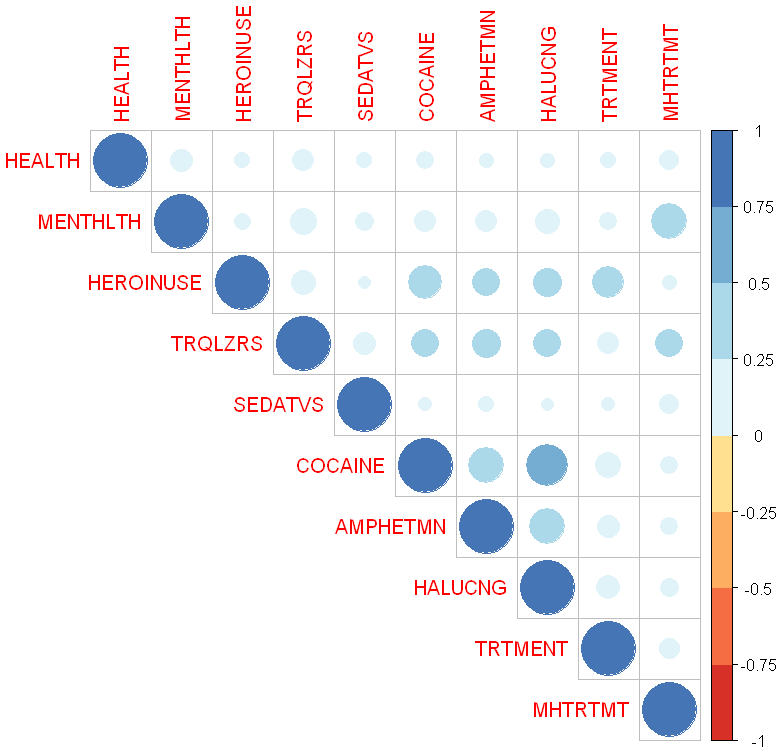 HEALTH
MENTHLTH
HEROINUSE
TRQLZRS
SEDATVS
COCAINE
AMPHETMN
HALUCNG
TRTMENT
MHTRTMT
HEALTH
MENTHLTH
HEROINUSE
TRQLZRS
SEDATVS
COCAINE
AMPHETMN
HALUCNG
TRTMENT
MHTRTMT
1
0.75
0.5
0.25
0
-0.25
-0.5
-0.75
-1